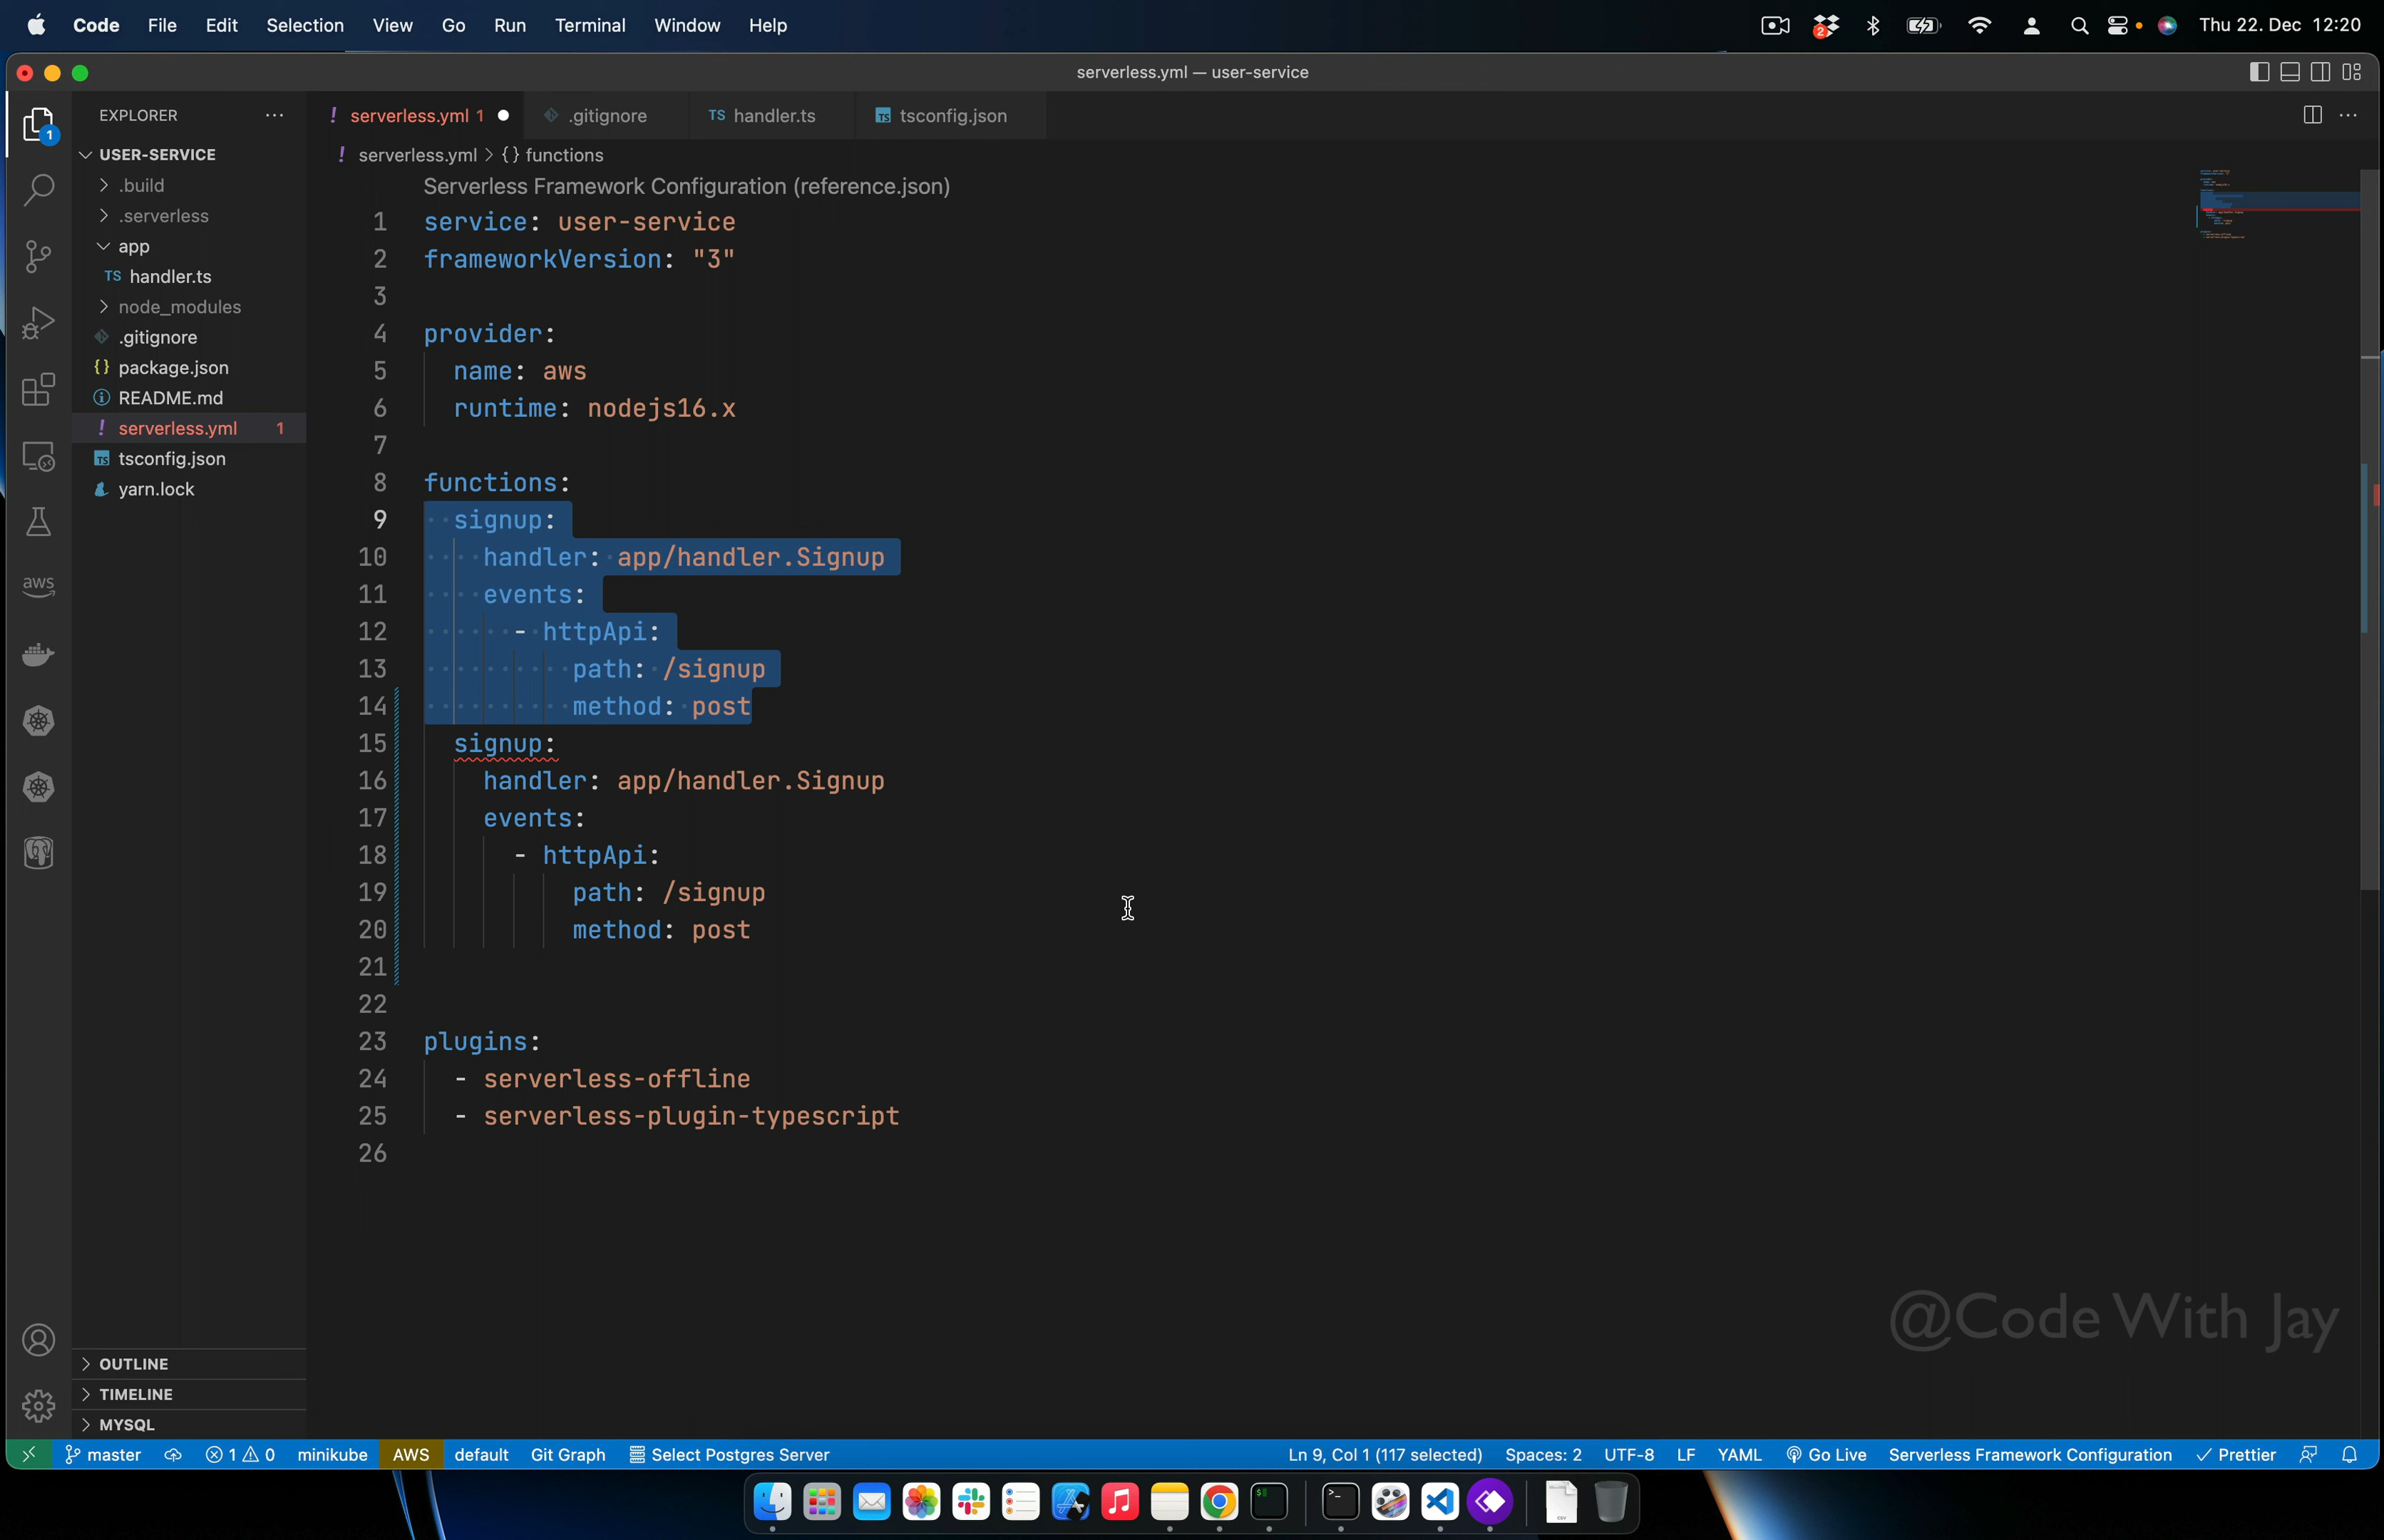 Code File Edit Selection View Go Run Terminal Window Help
2
Thu 22. Dec 12:20
serverless.yml — user-service
1
EXPLORER
USER-SERVICE
.build
.serverless
app
TS handler.ts
node_modules
.gitignore
{} package.json
README.md
! serverless.yml 1
TS tsconfig.json
yarn.lock
aws
OUTLINE
TIMELINE
MYSQL
! serverless.yml 1
.gitignore
TS handler.ts
TS tsconfig.json
! serverless.yml > {} functions
Serverless Framework Configuration (reference.json)
1 service: user-service
2 frameworkVersion: "3"
3
4 provider:
5 name: aws
6 runtime: nodejs16.x
7
8 functions:
9 signup:
10 handler: app/handler.Signup
11 events:
12 - httpApi:
13 path: /signup
14 method: post
15 signup:
16 handler: app/handler.Signup
17 events:
18 - httpApi:
19 path: /signup
20 method: post
21
22
23 plugins:
24 - serverless-offline
25 - serverless-plugin-typescript
26
@Code With Jay
master 1 0 minikube AWS default Git Graph Select Postgres Server
Ln 9, Col 1 (117 selected) Spaces: 2 UTF-8 LF YAML Go Live Serverless Framework Configuration Prettier